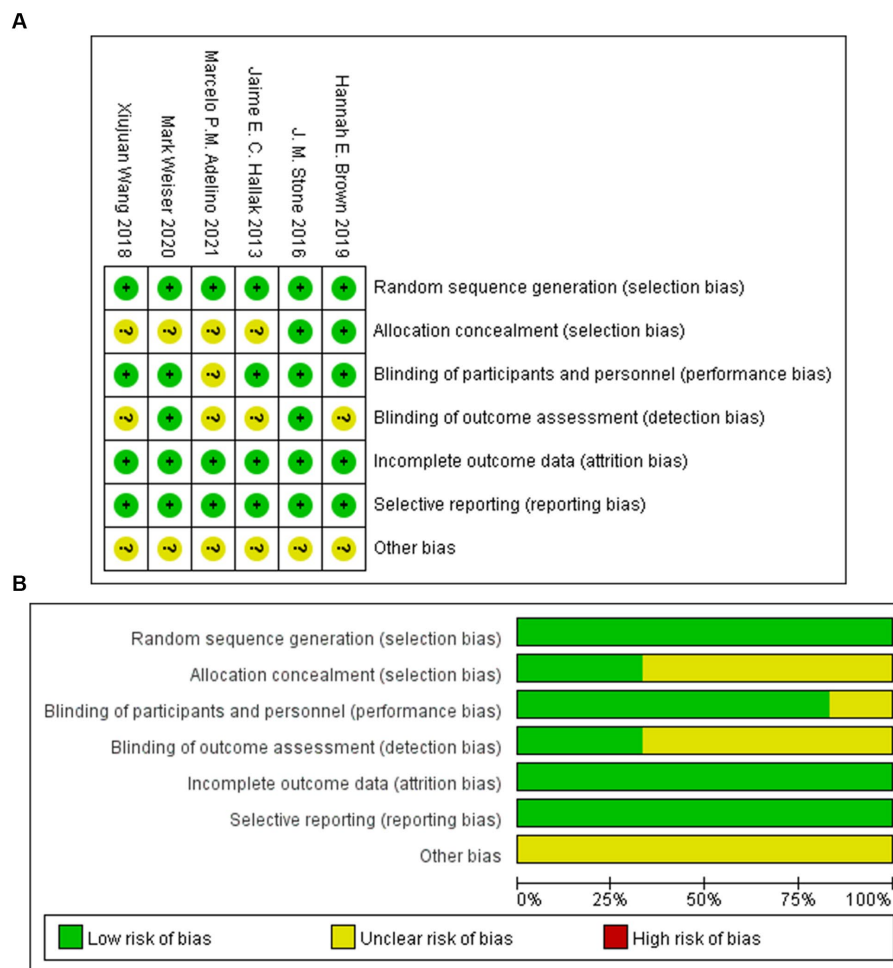 A
Xiujuan Wang 2018
Mark Weiser 2020
Marcelo P.M. Adelino 2021
Jaime E. C. Hallak 2013
J. M. Stone 2016
Hannah E. Brown 2019
+ + + + + + Random sequence generation (selection bias)
? ? ? ? + + Allocation concealment (selection bias)
+ + ? + + + Blinding of participants and personnel (performance bias)
? + ? ? + ? Blinding of outcome assessment (detection bias)
+ + + + + + Incomplete outcome data (attrition bias)
+ + + + + + Selective reporting (reporting bias)
? ? ? ? ? ? Other bias
B
Random sequence generation (selection bias)
Allocation concealment (selection bias)
Blinding of participants and personnel (performance bias)
Blinding of outcome assessment (detection bias)
Incomplete outcome data (attrition bias)
Selective reporting (reporting bias)
Other bias
0% 25% 50% 75% 100%
Low risk of bias Unclear risk of bias High risk of bias